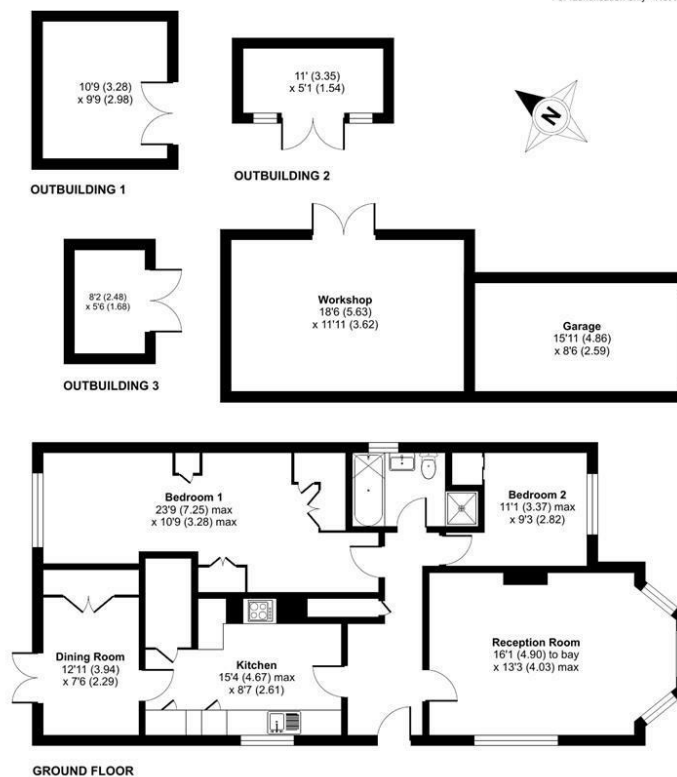 10'9 (3.28)
x 9'9 (2.98)
OUTBUILDING 1
11' (3.35)
x 5'1 (1.54)
OUTBUILDING 2
N
8'2 (2.48)
x 5'6 (1.68)
OUTBUILDING 3
Workshop
18'6 (5.63)
x 11'11 (3.62)
Garage
15'11 (4.86)
x 8'6 (2.59)
Bedroom 1
23'9 (7.25) max
x 10'9 (3.28) max
Bedroom 2
11'1 (3.37) max
x 9'3 (2.82)
Dining Room
12'11 (3.94)
x 7'6 (2.29)
Kitchen
15'4 (4.67) max
x 8'7 (2.61)
Reception Room
16'1 (4.90) to bay
x 13'3 (4.03) max
GROUND FLOOR